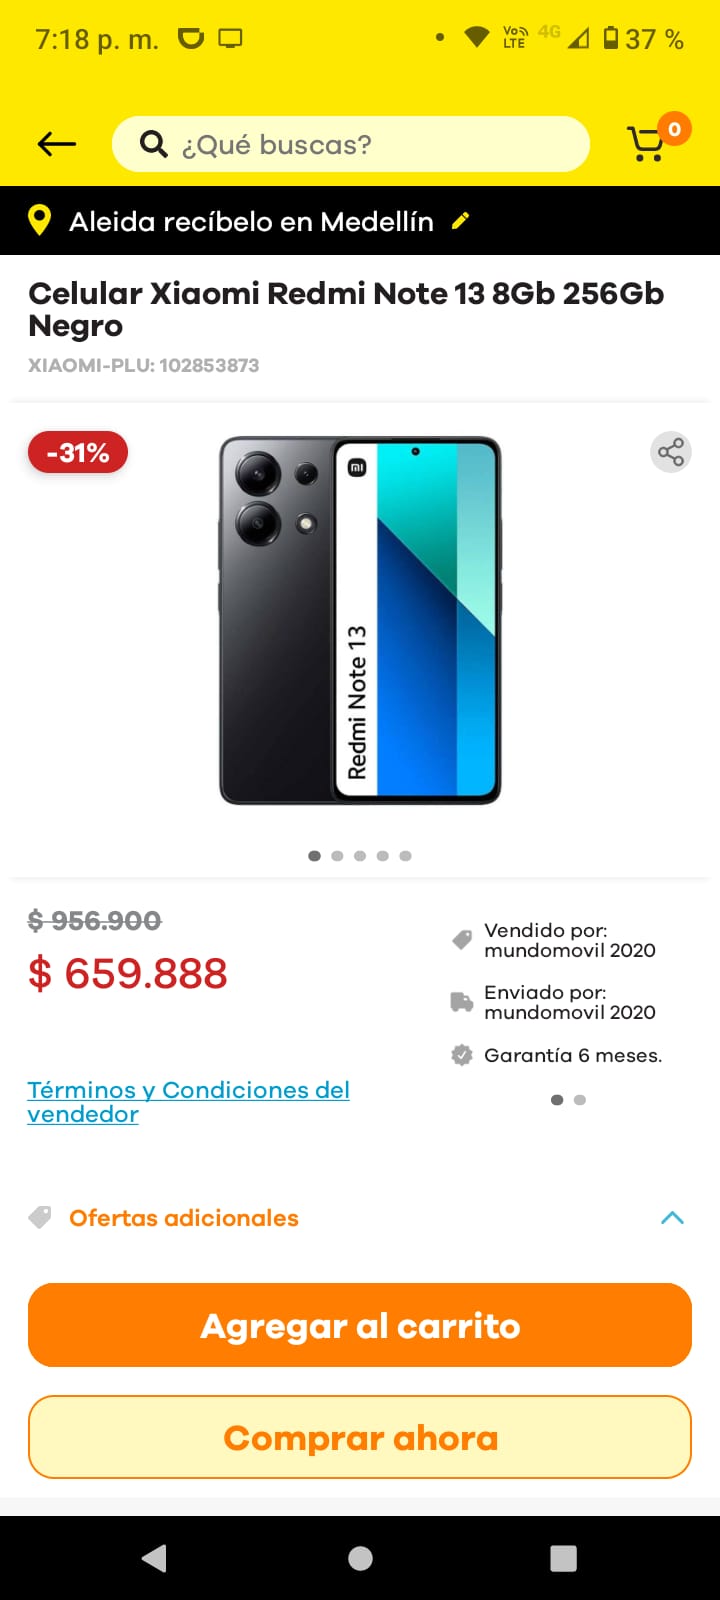 7:18 p. m.
Vo LTE 4G 37 %
¿Qué buscas?
0
Aleida recíbelo en Medellín
Celular Xiaomi Redmi Note 13 8Gb 256Gb
Negro
XIAOMI-PLU: 102853873
-31%
mi
Redmi Note 13
$ 956.900
$ 659.888
Vendido por:
mundomovil 2020
Enviado por:
mundomovil 2020
Garantía 6 meses.
Términos y Condiciones del
vendedor
Ofertas adicionales
Agregar al carrito
Comprar ahora